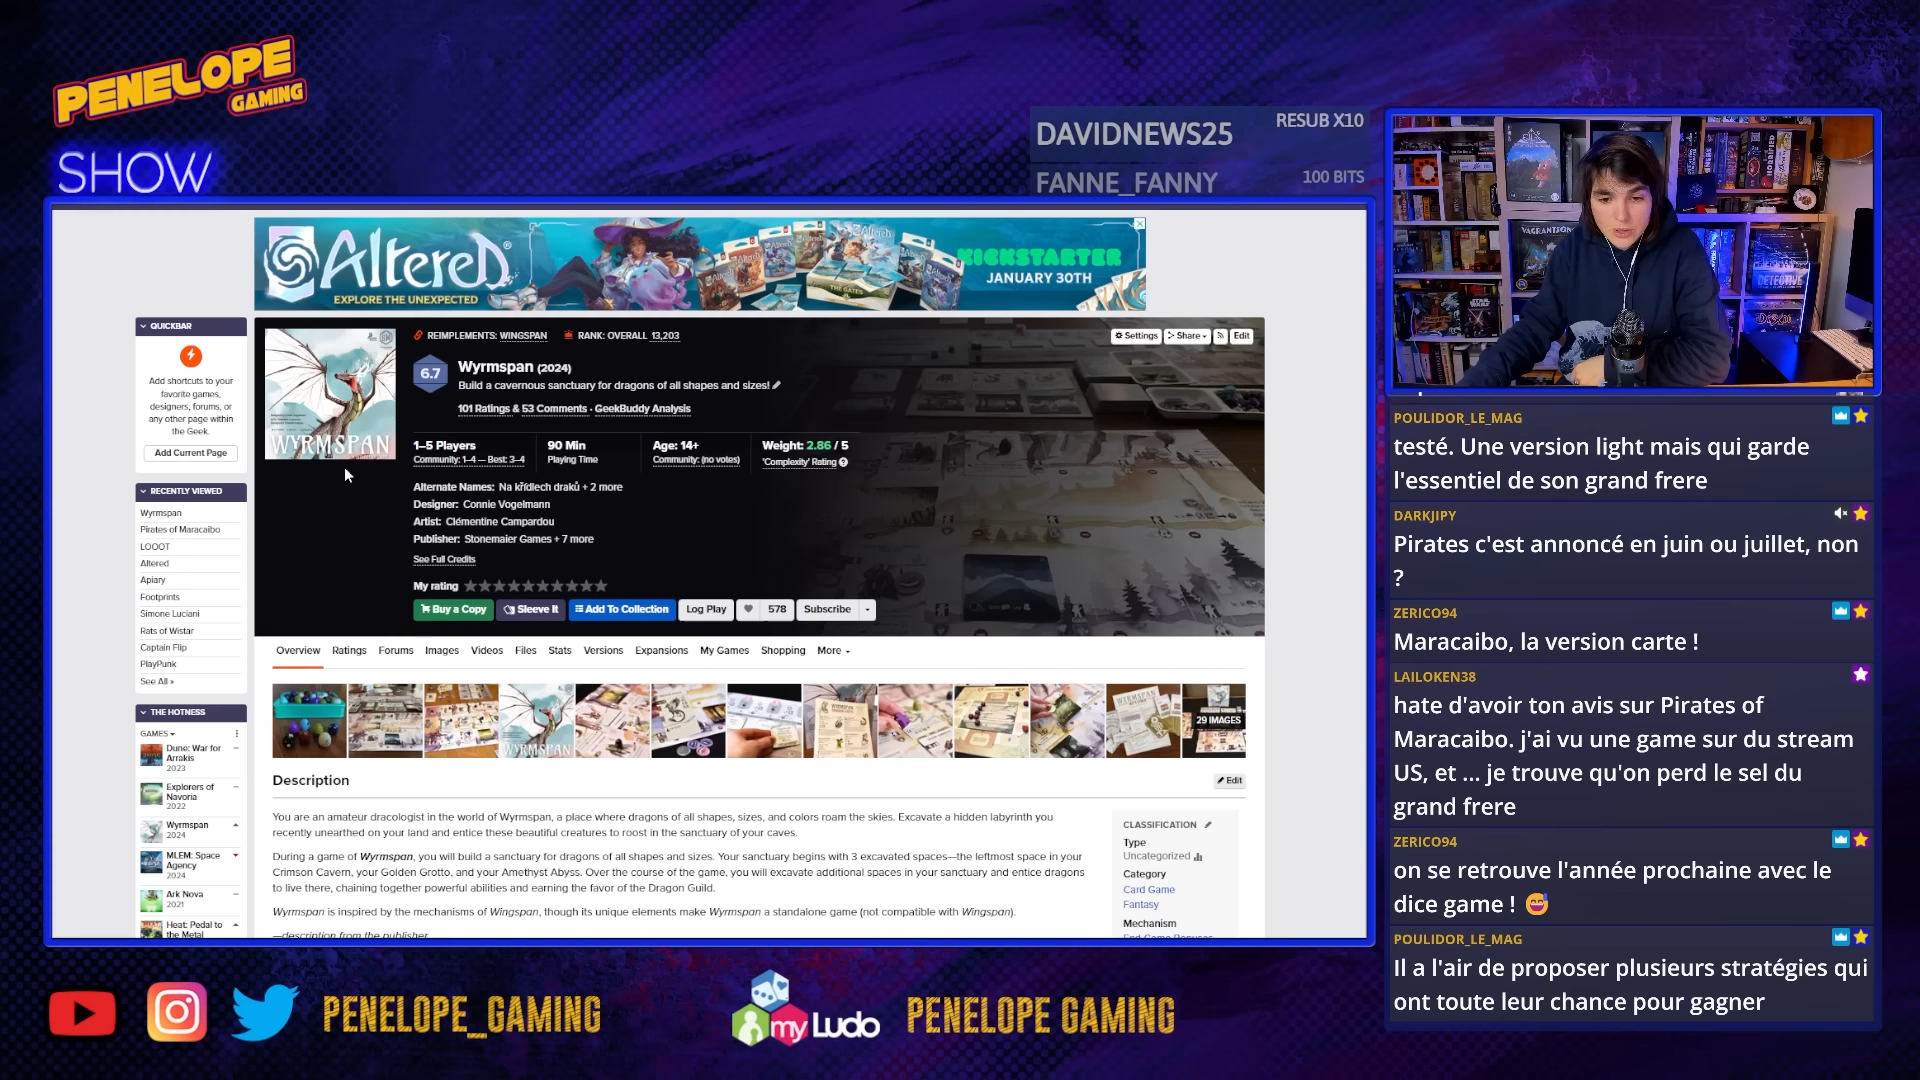 PENELOPE
GAMING
SHOW
DAVIDNEWS25
RESUB X10
FANNE_FANNY
100 BITS
ALTERED
EXPLORE THE UNEXPECTED
KICKSTARTER
JANUARY 30TH
QUICKBAR
Add shortcuts to your
favorite games,
designers, forums, or
any other page within
the Geek.
Add Current Page
RECENTLY VIEWED
Wyrmspan
Pirates of Maracaibo
LOOOT
Altered
Apiary
Footprints
Simone Luciani
Rats of Wistar
Captain Flip
PlayPunk
See All »
THE HOTNESS
GAMES
Dune: War for
Arrakis
2023
Explorers of
Navoria
2022
Wyrmspan
2024
MLEM: Space
Agency
2024
Ark Nova
2021
Heat: Pedal to
the Metal
WYRMSPAN
REIMPLEMENTS: WINGSPAN
RANK: OVERALL 13,203
Settings
Share
Edit
6.7
Wyrmspan (2024)
Build a cavernous sanctuary for dragons of all shapes and sizes!
101 Ratings & 53 Comments · GeekBuddy Analysis
1–5 Players
Community: 1–4 — Best: 3–4
90 Min
Playing Time
Age: 14+
Community: (no votes)
Weight: 2.86 / 5
'Complexity' Rating
Alternate Names: Na křídlech draků + 2 more
Designer: Connie Vogelmann
Artist: Clémentine Campardou
Publisher: Stonemaier Games + 7 more
See Full Credits
My rating
Buy a Copy
Sleeve It
Add To Collection
Log Play
578
Subscribe
Overview
Ratings
Forums
Images
Videos
Files
Stats
Versions
Expansions
My Games
Shopping
More
WYRMSPAN
29 IMAGES
Description
Edit
You are an amateur dracologist in the world of Wyrmspan, a place where dragons of all shapes, sizes, and colors roam the skies. Excavate a hidden labyrinth you
recently unearthed on your land and entice these beautiful creatures to roost in the sanctuary of your caves.
During a game of Wyrmspan, you will build a sanctuary for dragons of all shapes and sizes. Your sanctuary begins with 3 excavated spaces—the leftmost space in your
Crimson Cavern, your Golden Grotto, and your Amethyst Abyss. Over the course of the game, you will excavate additional spaces in your sanctuary and entice dragons
to live there, chaining together powerful abilities and earning the favor of the Dragon Guild.
Wyrmspan is inspired by the mechanisms of Wingspan, though its unique elements make Wyrmspan a standalone game (not compatible with Wingspan).
—description from the publisher
CLASSIFICATION
Type
Uncategorized
Category
Card Game
Fantasy
Mechanism
End Game Bonuses
VAGRANTSONG
HORRIFIED
STAR WARS
DETECTIVE
POULIDOR_LE_MAG
testé. Une version light mais qui garde
l'essentiel de son grand frere
DARKJIPY
Pirates c'est annoncé en juin ou juillet, non
?
ZERICO94
Maracaibo, la version carte !
LAILOKEN38
hate d'avoir ton avis sur Pirates of
Maracaibo. j'ai vu une game sur du stream
US, et ... je trouve qu'on perd le sel du
grand frere
ZERICO94
on se retrouve l'année prochaine avec le
dice game ! 😅
POULIDOR_LE_MAG
Il a l'air de proposer plusieurs stratégies qui
ont toute leur chance pour gagner
PENELOPE_GAMING
myLudo
PENELOPE GAMING